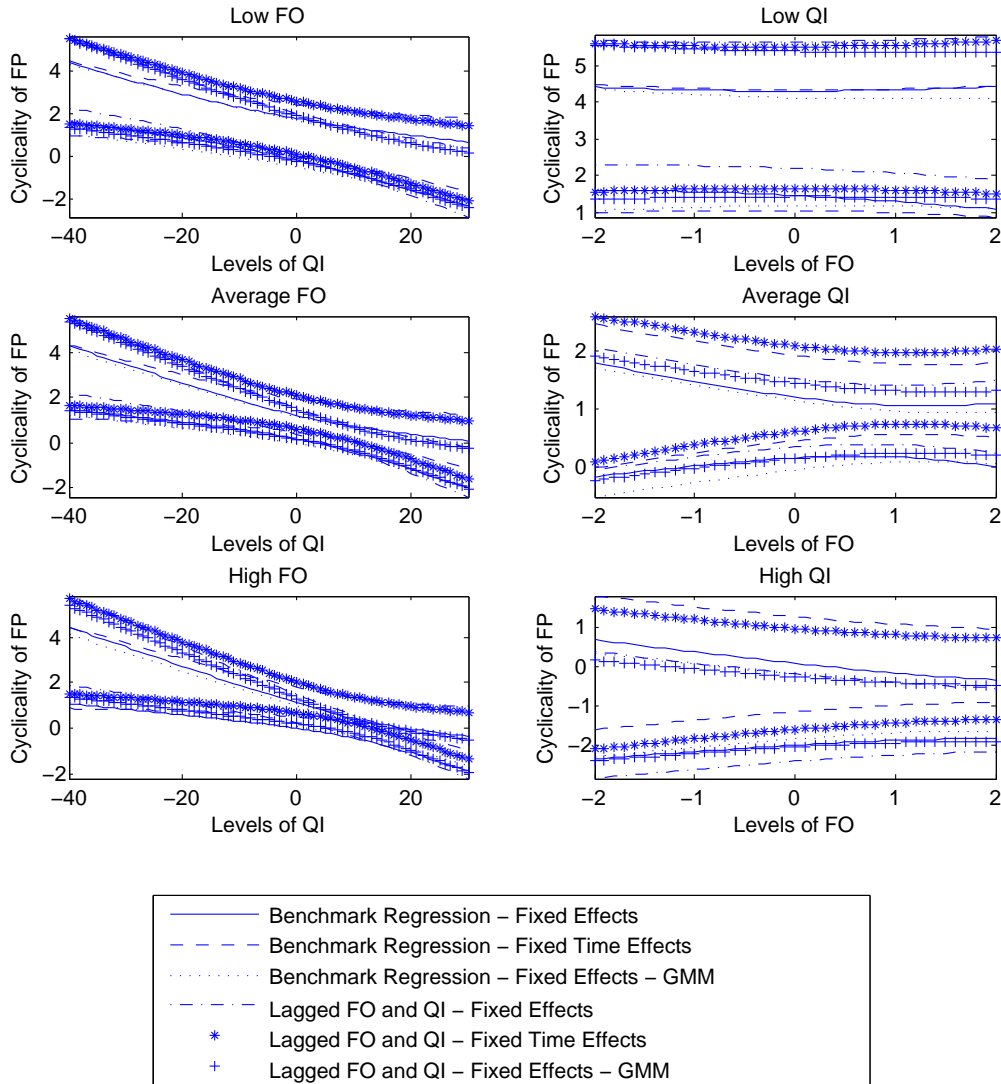 Low FO
Cyclicality of FP
4
2
0
−2
−40
−20
0
20
Levels of QI
Low QI
Cyclicality of FP
5
4
3
2
1
−2
−1
0
1
2
Levels of FO
Average FO
Cyclicality of FP
4
2
0
−2
−40
−20
0
20
Levels of QI
Average QI
Cyclicality of FP
2
1
0
−2
−1
0
1
2
Levels of FO
High FO
Cyclicality of FP
4
2
0
−2
−40
−20
0
20
Levels of QI
High QI
Cyclicality of FP
1
0
−1
−2
−2
−1
0
1
2
Levels of FO
Benchmark Regression − Fixed Effects
Benchmark Regression − Fixed Time Effects
Benchmark Regression − Fixed Effects − GMM
Lagged FO and QI − Fixed Effects
Lagged FO and QI − Fixed Time Effects
Lagged FO and QI − Fixed Effects − GMM